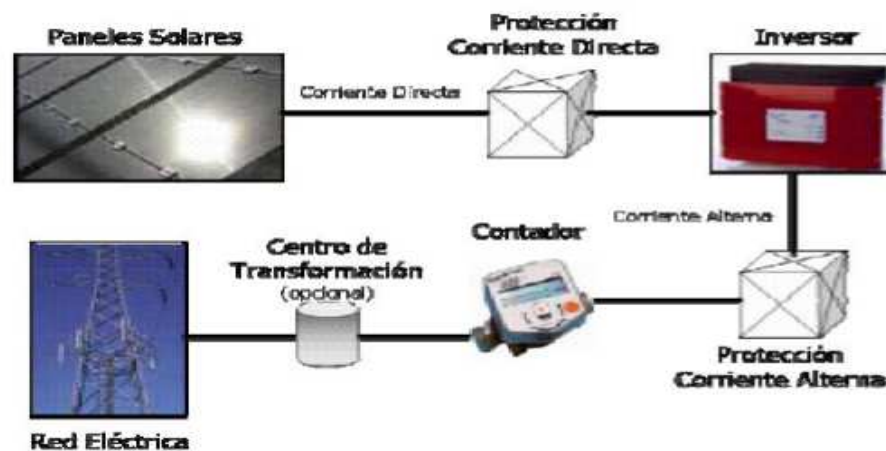 Paneles Solares
Protección
Corriente Directa
Inversor
Corriente Directa
Corriente Alterna
Centro de
Transformación
(opcional)
Contador
Protección
Corriente Alterna
Red Eléctrica